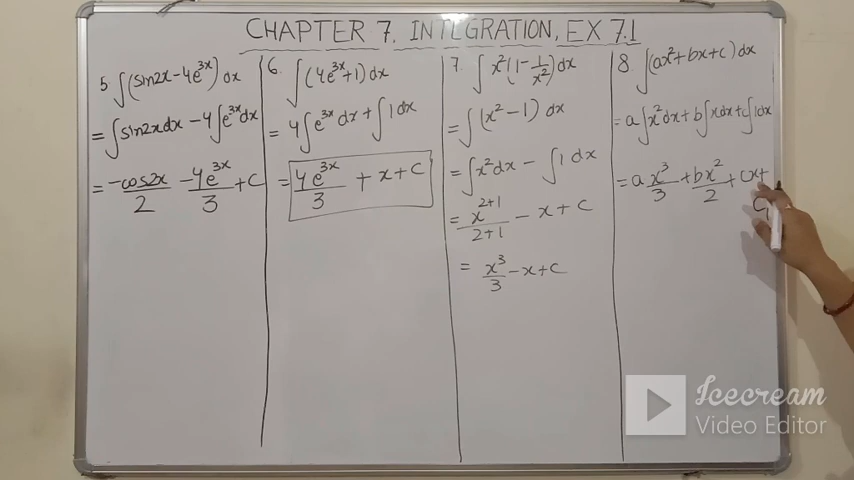 CHAPTER 7. INTEGRATION, EX 7.1
5. ∫(sin2x - 4e^3x) dx
= ∫sin2x dx - 4∫e^3x dx
= -cos2x/2 - 4e^3x/3 + C
6. ∫(4e^3x + 1) dx
= 4∫e^3x dx + ∫1 dx
= 4e^3x/3 + x + C
7. ∫x²(1 - 1/x²) dx
= ∫(x² - 1) dx
= ∫x² dx - ∫1 dx
= x^2+1/2+1 - x + C
= x³/3 - x + C
8. ∫(ax² + bx + c) dx
= a∫x² dx + b∫x dx + c∫1 dx
= a x³/3 + bx²/2 + cx +
C₁
Icecream
Video Editor